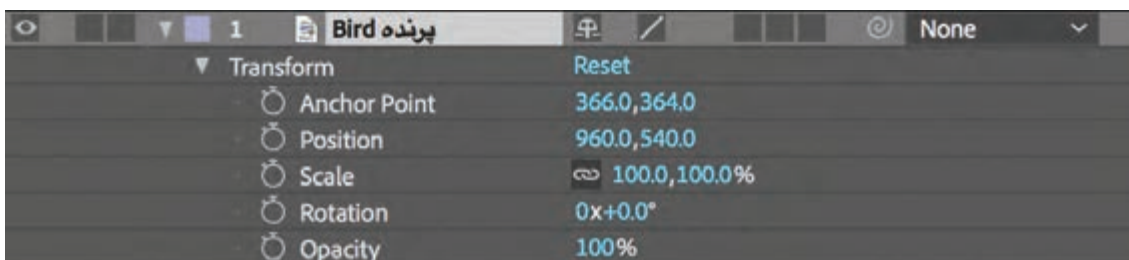 1 Bird پرنده None
Transform Reset
Anchor Point 366.0,364.0
Position 960.0,540.0
Scale 100.0,100.0%
Rotation 0x+0.0°
Opacity 100%